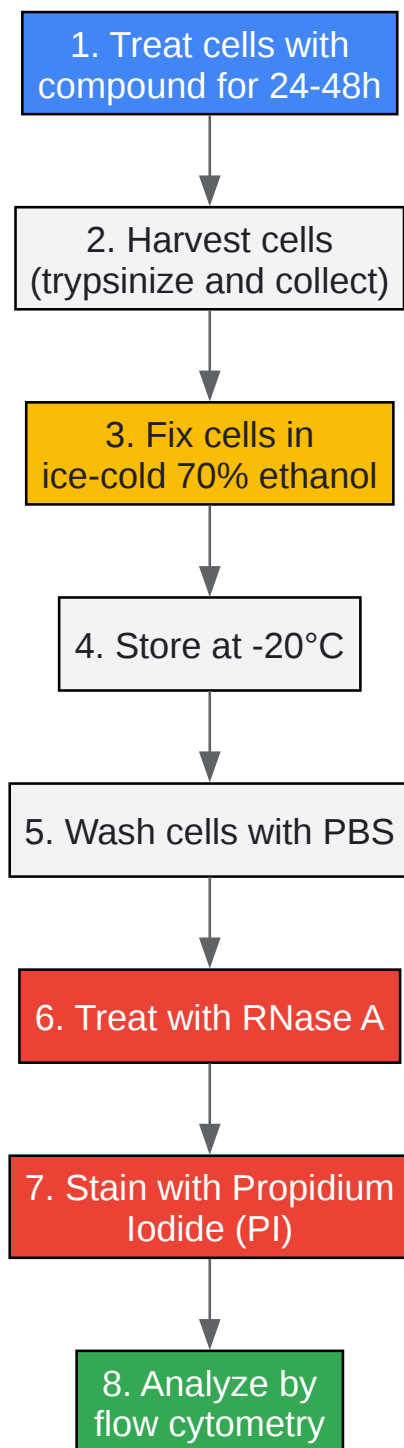 1. Treat cells with
compound for 24-48h
2. Harvest cells
(trypsinize and collect)
3. Fix cells in
ice-cold 70% ethanol
4. Store at -20°C
5. Wash cells with PBS
6. Treat with RNase A
7. Stain with Propidium
Iodide (PI)
8. Analyze by
flow cytometry